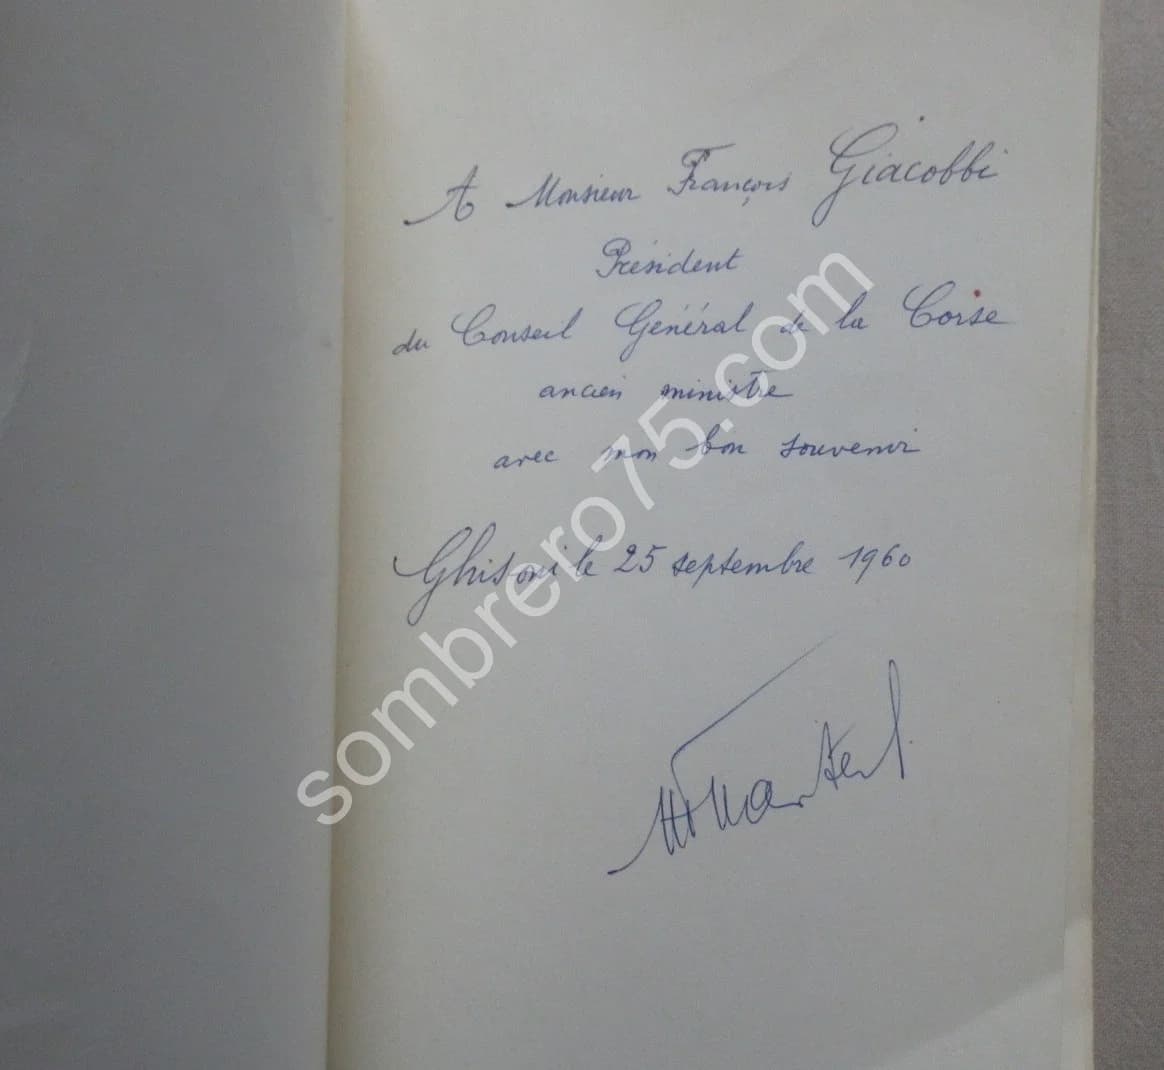 A Monsieur François Giacobbi
Président
du Conseil Général de la Corse
ancien ministre
avec mon bon souvenir
Ghisoni le 25 septembre 1960
sombrero75.com